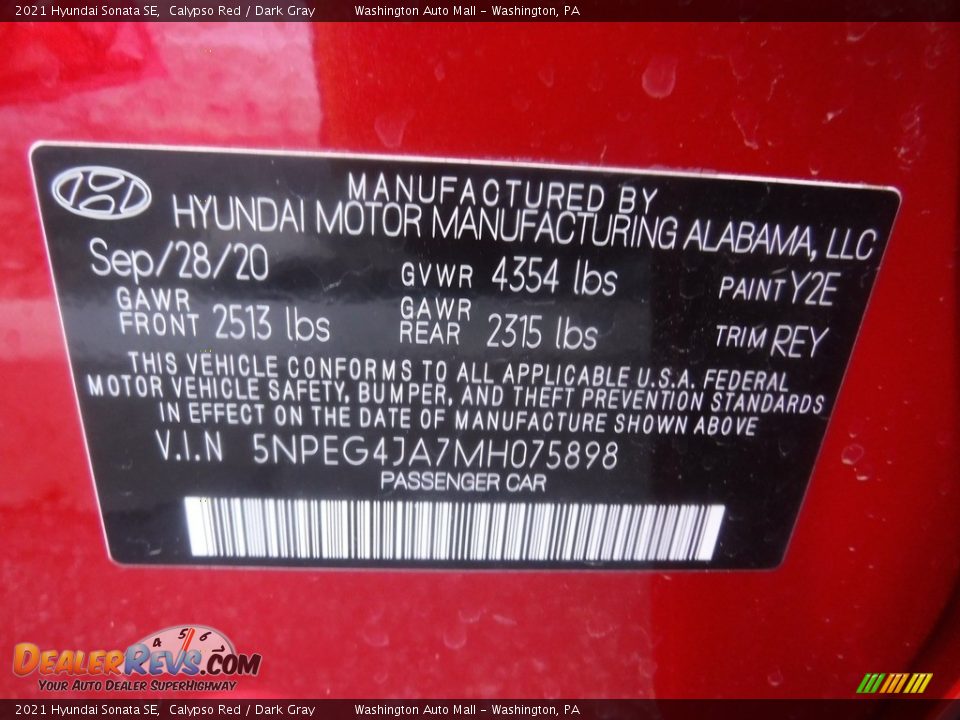 2021 Hyundai Sonata SE,  Calypso Red / Dark Gray   Washington Auto Mall - Washington, PA
MANUFACTURED BY
HYUNDAI MOTOR MANUFACTURING ALABAMA, LLC
Sep/28/20 GVWR 4354 lbs PAINT Y2E
GAWR FRONT 2513 lbs GAWR REAR 2315 lbs TRIM REY
THIS VEHICLE CONFORMS TO ALL APPLICABLE U.S.A. FEDERAL
MOTOR VEHICLE SAFETY, BUMPER, AND THEFT PREVENTION STANDARDS
IN EFFECT ON THE DATE OF MANUFACTURE SHOWN ABOVE
V.I.N 5NPEG4JA7MH075898
PASSENGER CAR
4 5 6 7
DealerRevs.com
Your Auto Dealer SuperHighway
2021 Hyundai Sonata SE,  Calypso Red / Dark Gray   Washington Auto Mall - Washington, PA